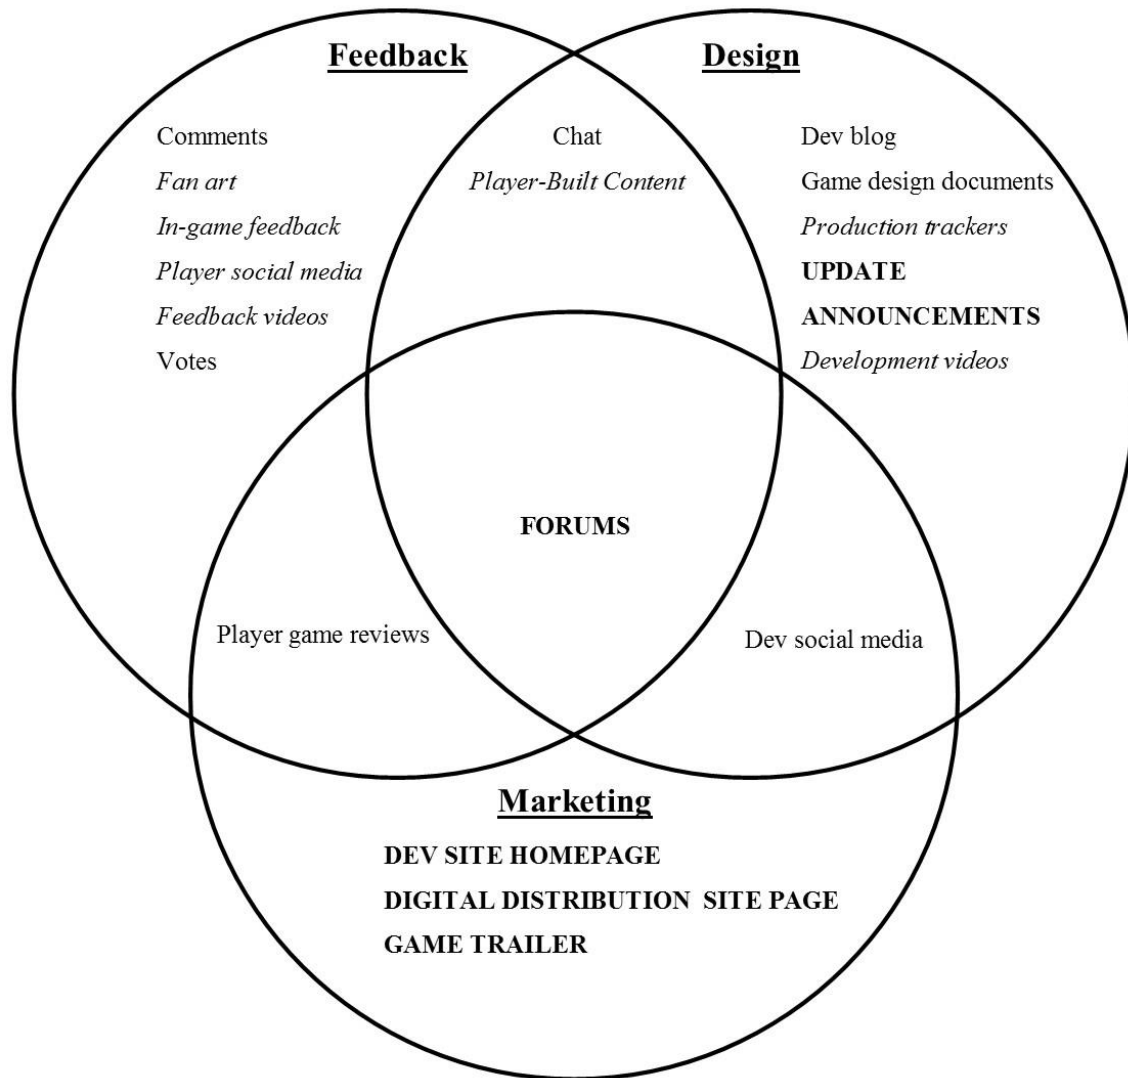 Feedback
Design
Comments
Fan art
In-game feedback
Player social media
Feedback videos
Votes
Chat
Player-Built Content
Dev blog
Game design documents
Production trackers
UPDATE
ANNOUNCEMENTS
Development videos
FORUMS
Player game reviews
Dev social media
Marketing
DEV SITE HOMEPAGE
DIGITAL DISTRIBUTION SITE PAGE
GAME TRAILER